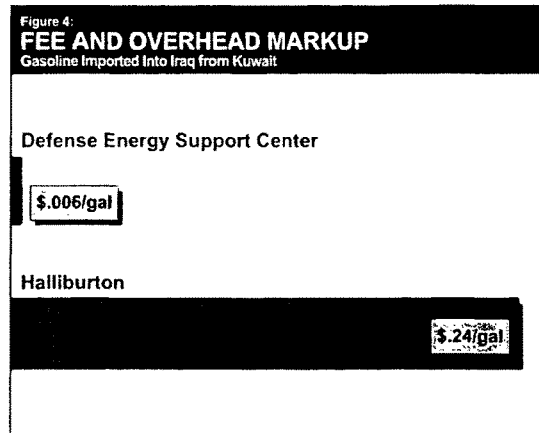 Figure 4:
FEE AND OVERHEAD MARKUP
Gasoline Imported Into Iraq from Kuwait
Defense Energy Support Center
$.006/gal
Halliburton
$.24/gal